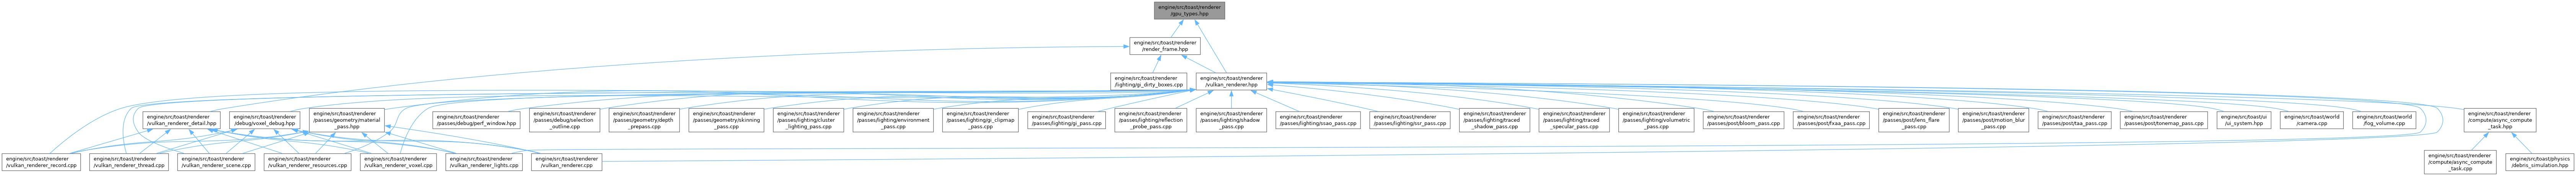 engine/src/toast/renderer
/gpu_types.hpp
engine/src/toast/renderer
/render_frame.hpp
engine/src/toast/renderer
/lighting/gi_dirty_boxes.cpp
engine/src/toast/renderer
/vulkan_renderer.hpp
engine/src/toast/renderer
/vulkan_renderer_detail.hpp
engine/src/toast/renderer
/debug/voxel_debug.hpp
engine/src/toast/renderer
/passes/geometry/material
_pass.hpp
engine/src/toast/renderer
/passes/debug/perf_window.hpp
engine/src/toast/renderer
/passes/debug/selection
_outline.cpp
engine/src/toast/renderer
/passes/geometry/depth
_prepass.cpp
engine/src/toast/renderer
/passes/geometry/skinning
_pass.cpp
engine/src/toast/renderer
/passes/lighting/cluster
_lighting_pass.cpp
engine/src/toast/renderer
/passes/lighting/environment
_pass.cpp
engine/src/toast/renderer
/passes/lighting/gi_clipmap
_pass.cpp
engine/src/toast/renderer
/passes/lighting/gi_pass.cpp
engine/src/toast/renderer
/passes/lighting/reflection
_probe_pass.cpp
engine/src/toast/renderer
/passes/lighting/shadow
_pass.cpp
engine/src/toast/renderer
/passes/lighting/ssao_pass.cpp
engine/src/toast/renderer
/passes/lighting/ssr_pass.cpp
engine/src/toast/renderer
/passes/lighting/traced
_shadow_pass.cpp
engine/src/toast/renderer
/passes/lighting/traced
_specular_pass.cpp
engine/src/toast/renderer
/passes/lighting/volumetric
_pass.cpp
engine/src/toast/renderer
/passes/post/bloom_pass.cpp
engine/src/toast/renderer
/passes/post/fxaa_pass.cpp
engine/src/toast/renderer
/passes/post/lens_flare
_pass.cpp
engine/src/toast/renderer
/passes/post/motion_blur
_pass.cpp
engine/src/toast/renderer
/passes/post/taa_pass.cpp
engine/src/toast/renderer
/passes/post/tonemap_pass.cpp
engine/src/toast/ui
/ui_system.hpp
engine/src/toast/world
/camera.cpp
engine/src/toast/world
/fog_volume.cpp
engine/src/toast/renderer
/compute/async_compute
_task.hpp
engine/src/toast/renderer
/vulkan_renderer_record.cpp
engine/src/toast/renderer
/vulkan_renderer_thread.cpp
engine/src/toast/renderer
/vulkan_renderer_scene.cpp
engine/src/toast/renderer
/vulkan_renderer_resources.cpp
engine/src/toast/renderer
/vulkan_renderer_voxel.cpp
engine/src/toast/renderer
/vulkan_renderer_lights.cpp
engine/src/toast/renderer
/vulkan_renderer.cpp
engine/src/toast/renderer
/compute/async_compute
_task.cpp
engine/src/toast/physics
/debris_simulation.hpp